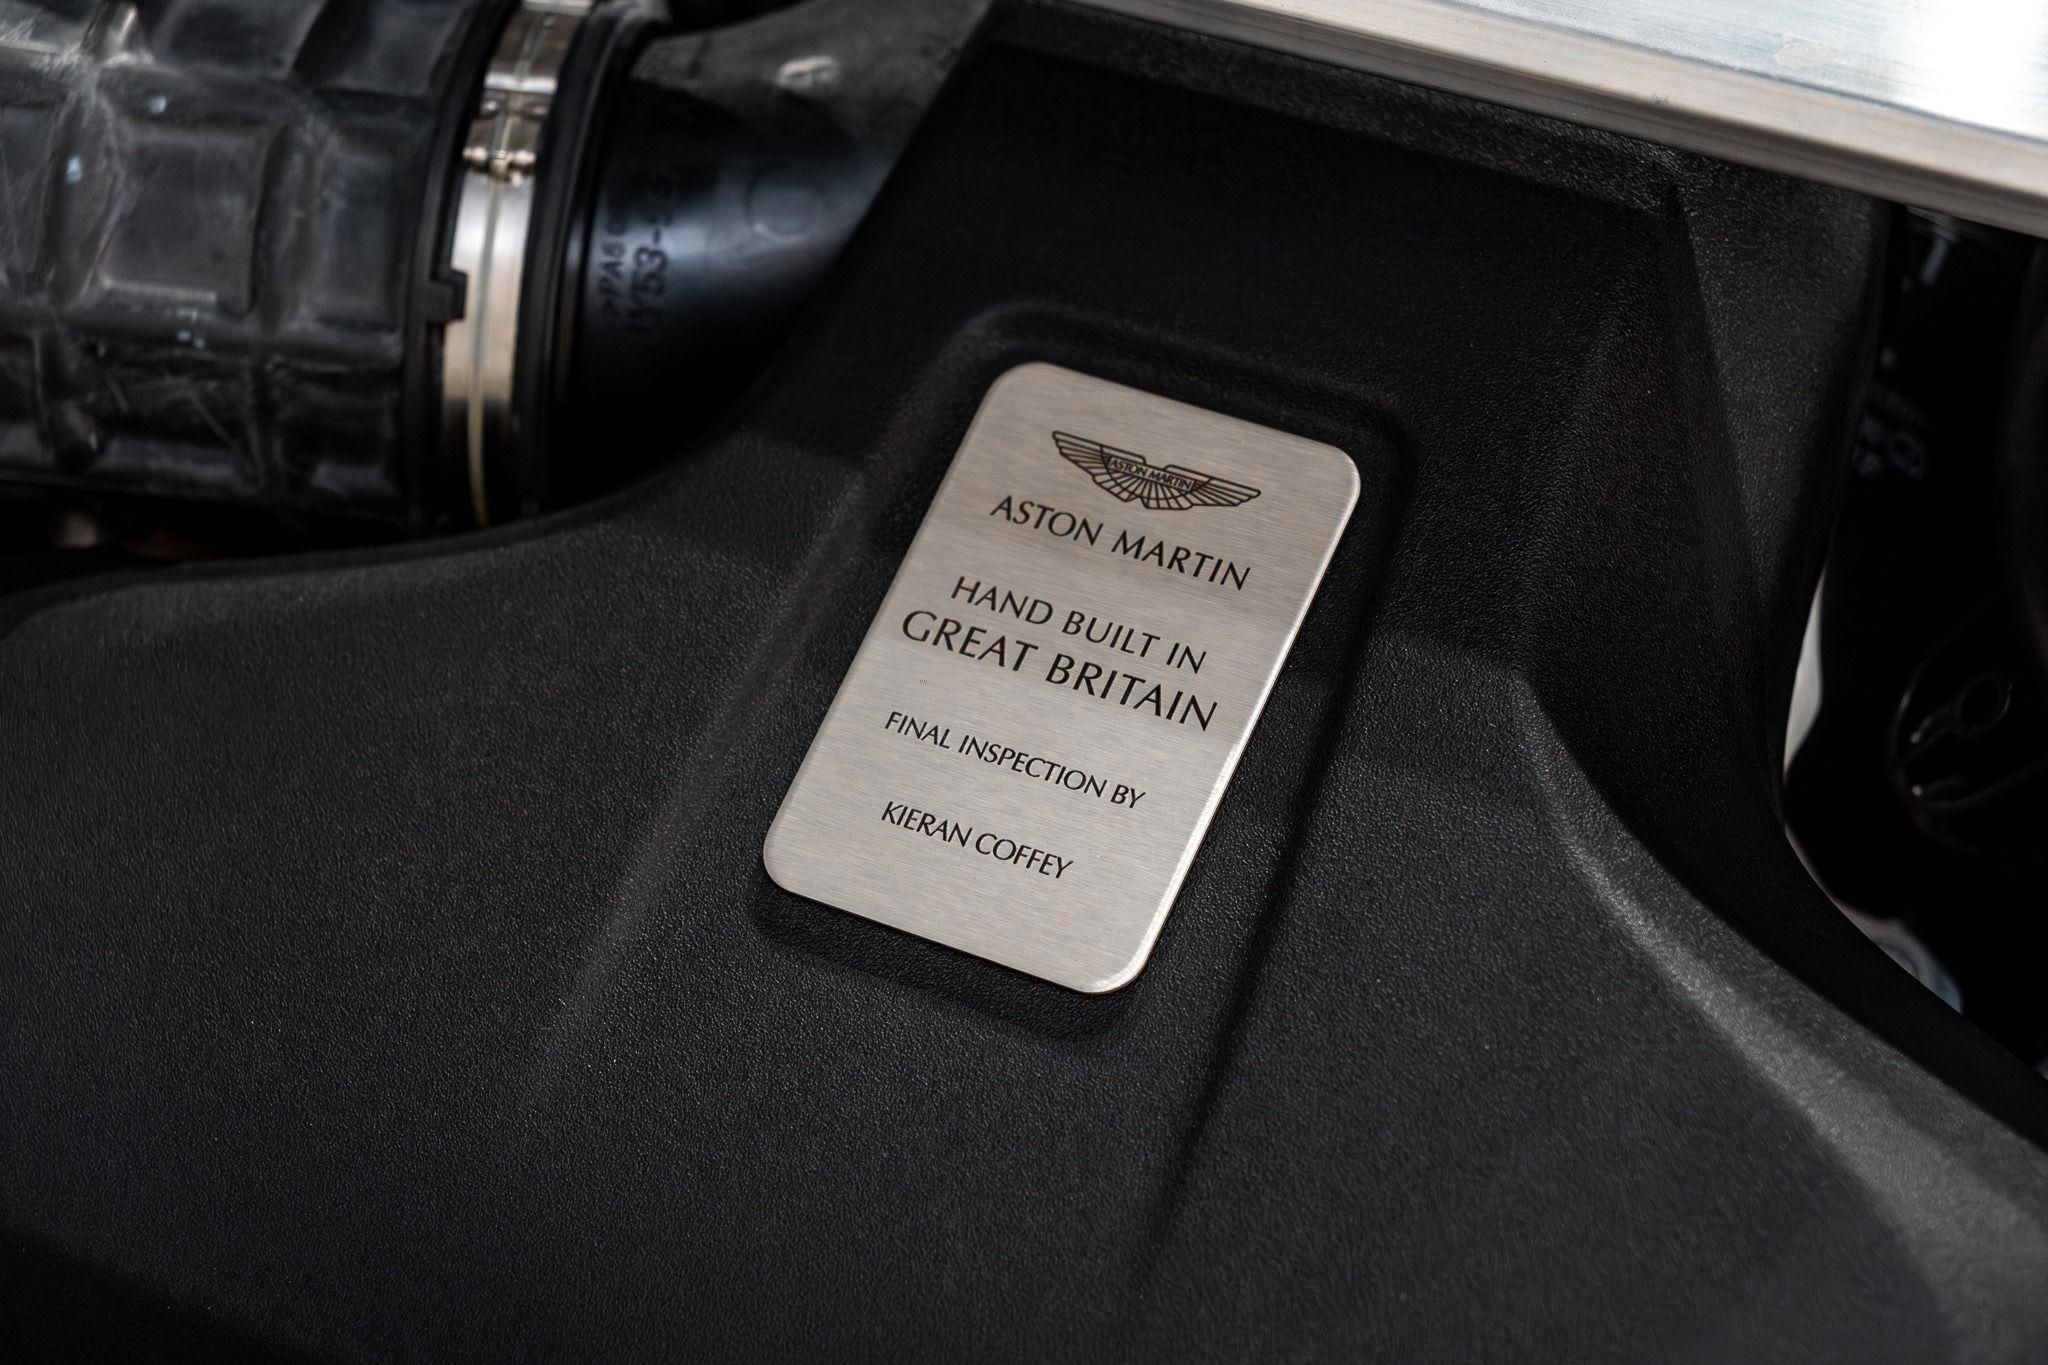 ASTON MARTIN
ASTON MARTIN
HAND BUILT IN
GREAT BRITAIN
FINAL INSPECTION BY
KIERAN COFFEY